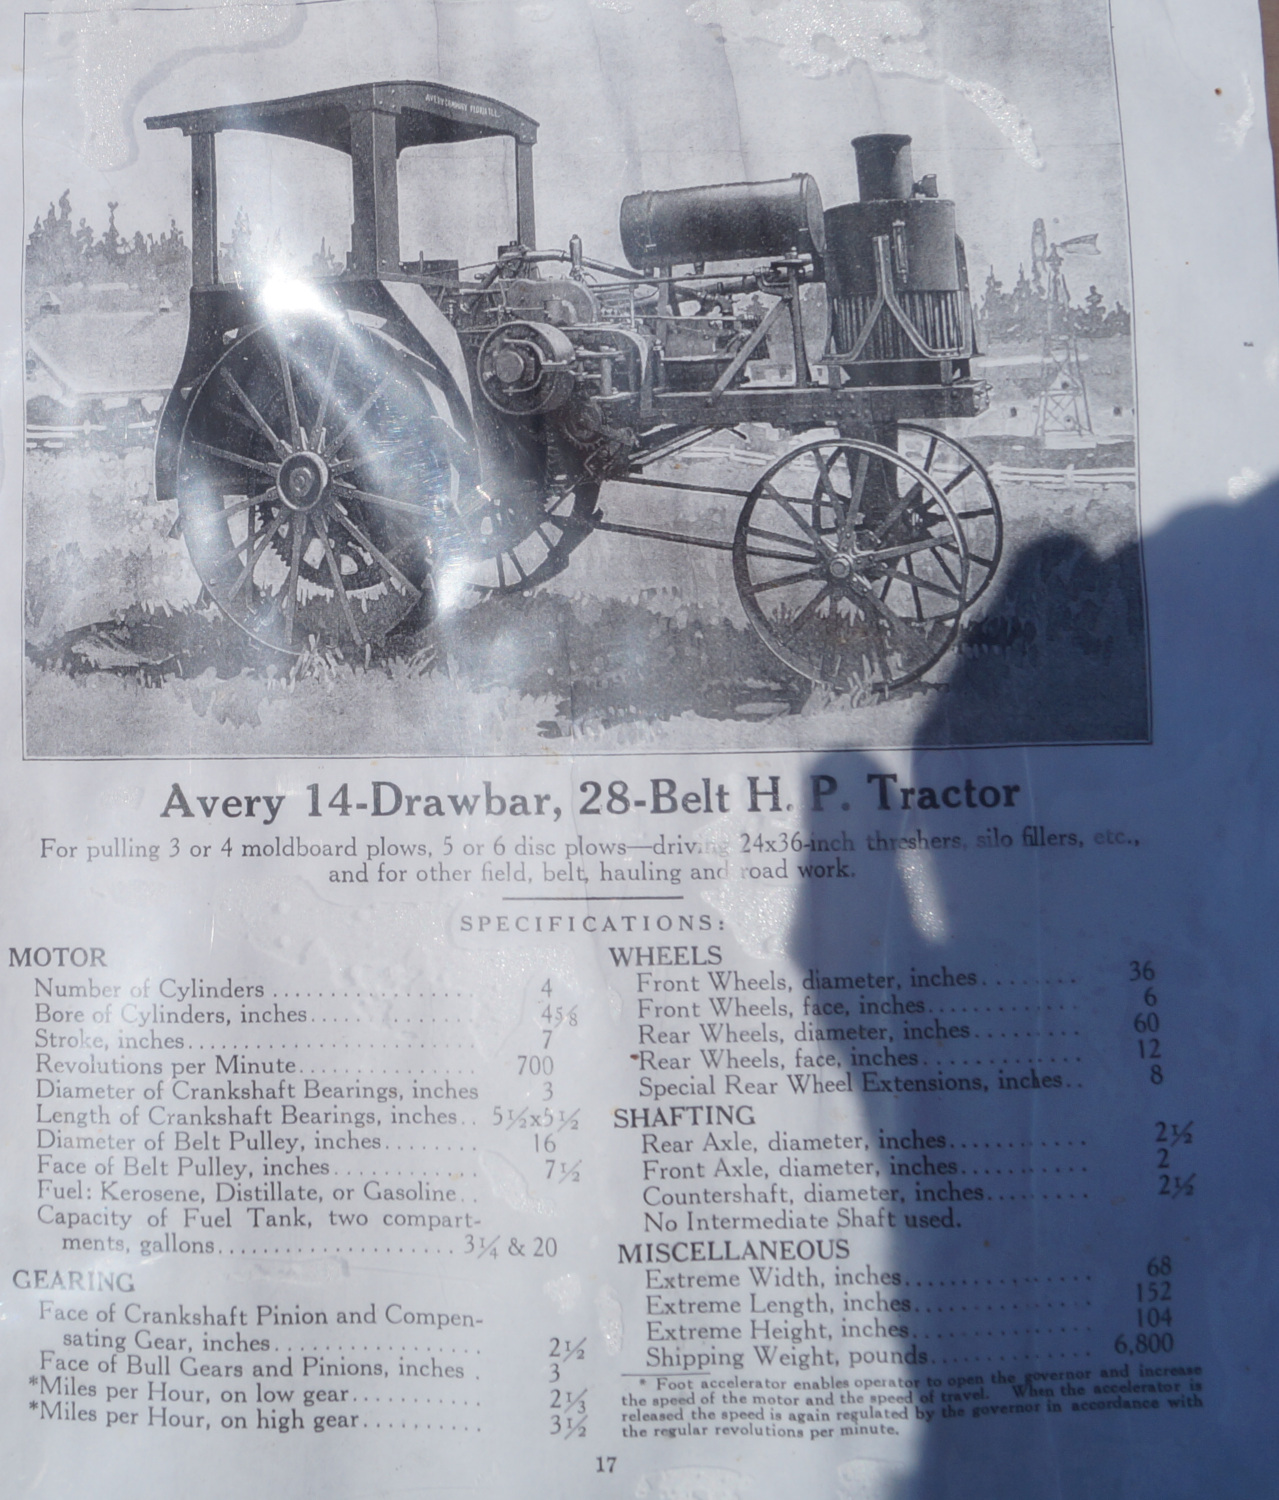 AVERY COMPANY PEORIA ILL.
Avery 14-Drawbar, 28-Belt H. P. Tractor
For pulling 3 or 4 moldboard plows, 5 or 6 disc plows—driving 24x36-inch threshers, silo fillers, etc.,
and for other field, belt, hauling and road work.
SPECIFICATIONS:
MOTOR
Number of Cylinders ................. 4
Bore of Cylinders, inches.............. 4⅝
Stroke, inches........................ 7
Revolutions per Minute............... 700
Diameter of Crankshaft Bearings, inches 3
Length of Crankshaft Bearings, inches.. 5½x5½
Diameter of Belt Pulley, inches........ 16
Face of Belt Pulley, inches............ 7½
Fuel: Kerosene, Distillate, or Gasoline..
Capacity of Fuel Tank, two compart-
ments, gallons.................... 3¼ & 20
GEARING
Face of Crankshaft Pinion and Compen-
sating Gear, inches.................. 2½
Face of Bull Gears and Pinions, inches . 3
*Miles per Hour, on low gear........... 2⅓
*Miles per Hour, on high gear.......... 3½
WHEELS
Front Wheels, diameter, inches........ 36
Front Wheels, face, inches............ 6
Rear Wheels, diameter, inches......... 60
Rear Wheels, face, inches............. 12
Special Rear Wheel Extensions, inches.. 8
SHAFTING
Rear Axle, diameter, inches............ 2½
Front Axle, diameter, inches........... 2
Countershaft, diameter, inches......... 2½
No Intermediate Shaft used.
MISCELLANEOUS
Extreme Width, inches................ 68
Extreme Length, inches............... 152
Extreme Height, inches............... 104
Shipping Weight, pounds.............. 6,800
* Foot accelerator enables operator to open the governor and increase
the speed of the motor and the speed of travel. When the accelerator is
released the speed is again regulated by the governor in accordance with
the regular revolutions per minute.
17